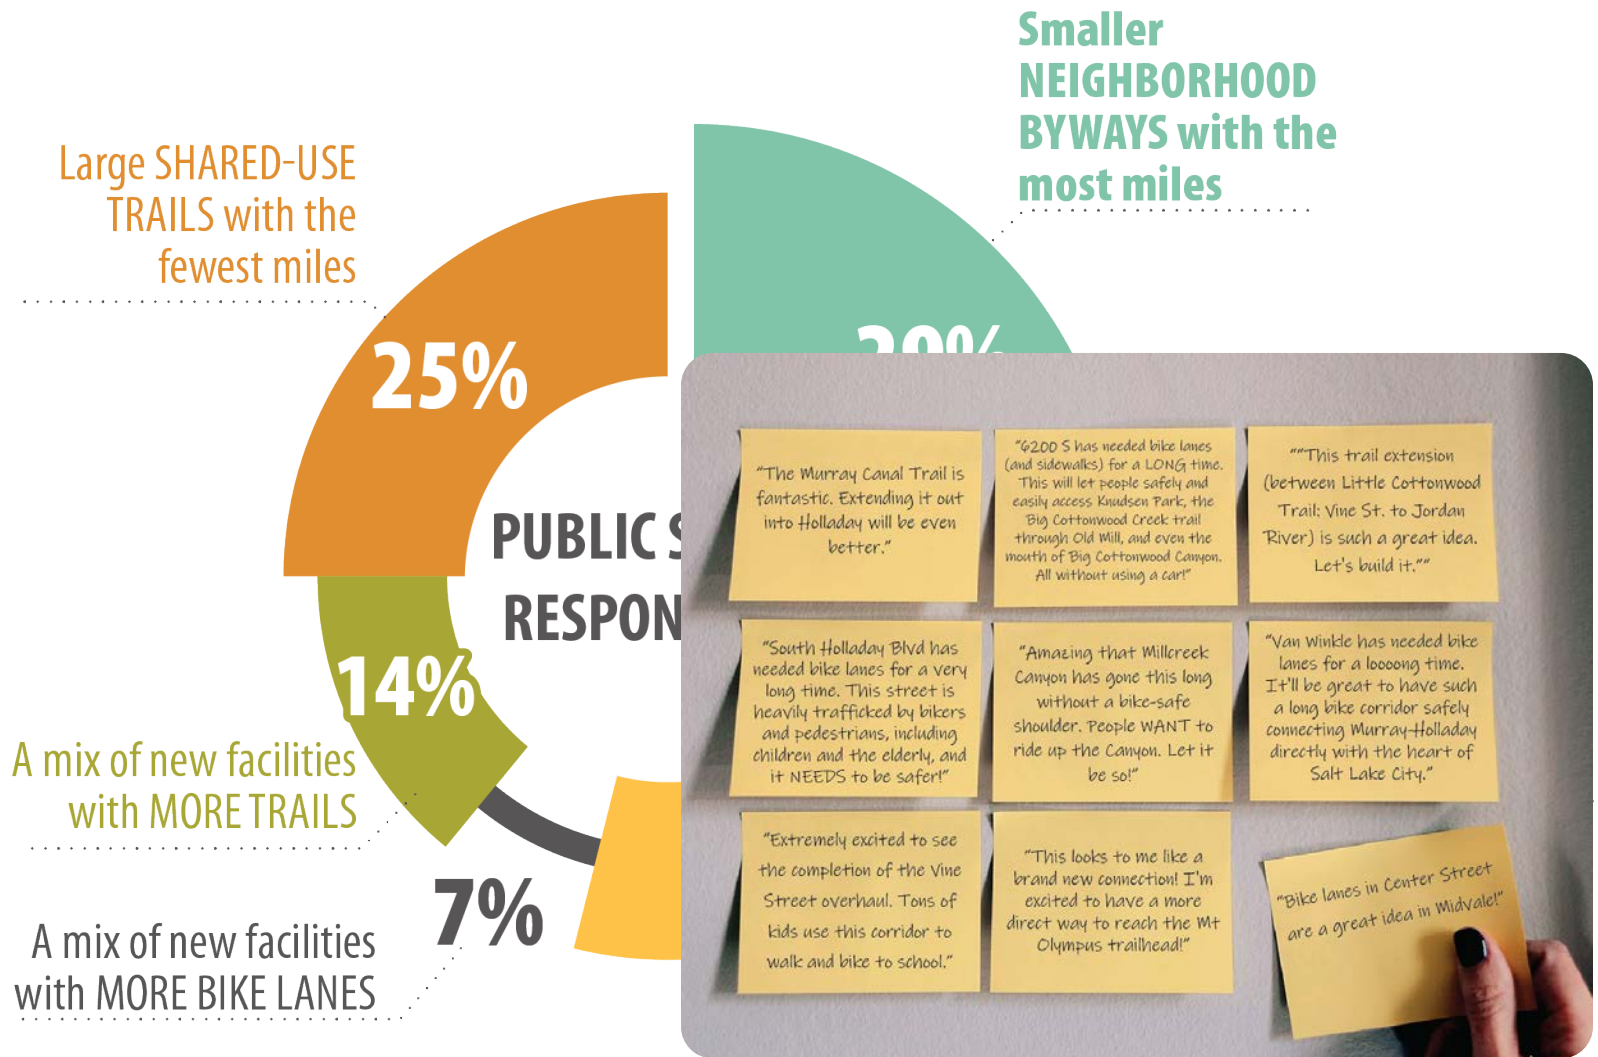 Smaller
NEIGHBORHOOD
BYWAYS with the
most miles
Large SHARED-USE
TRAILS with the
fewest miles
25%
PUBLIC
14%
A mix of new facilities
with MORE TRAILS
7%
A mix of new facilities
with MORE BIKE LANES
"The Murray Canal Trail is
fantastic. Extending it out
into Holladay will be even
better."
"6200 S has needed bike lanes
(and sidewalks) for a LONG time.
This will let people safely and
easily access Knudsen Park, the
Big Cottonwood Creek trail
through Old Mill, and even the
mouth of Big Cottonwood Canyon.
All without using a car!"
""This trail extension
(between Little Cottonwood
Trail: Vine St. to Jordan
River) is such a great idea.
Let's build it.""
"South Holladay Blvd has
needed bike lanes for a very
long time. This street is
heavily trafficked by bikers
and pedestrians, including
children and the elderly, and
it NEEDS to be safer!"
"Amazing that Millcreek
Canyon has gone this long
without a bike-safe
shoulder. People WANT to
ride up the Canyon. Let it
be so!"
"Van Winkle has needed bike
lanes for a loooong time.
It'll be great to have such
a long bike corridor safely
connecting Murray-Holladay
directly with the heart of
Salt Lake City."
"Extremely excited to see
the completion of the Vine
Street overhaul. Tons of
kids use this corridor to
walk and bike to school."
"This looks to me like a
brand new connection! I'm
excited to have a more
direct way to reach the Mt
Olympus trailhead!"
"Bike lanes in Center Street
are a great idea in Midvale!"